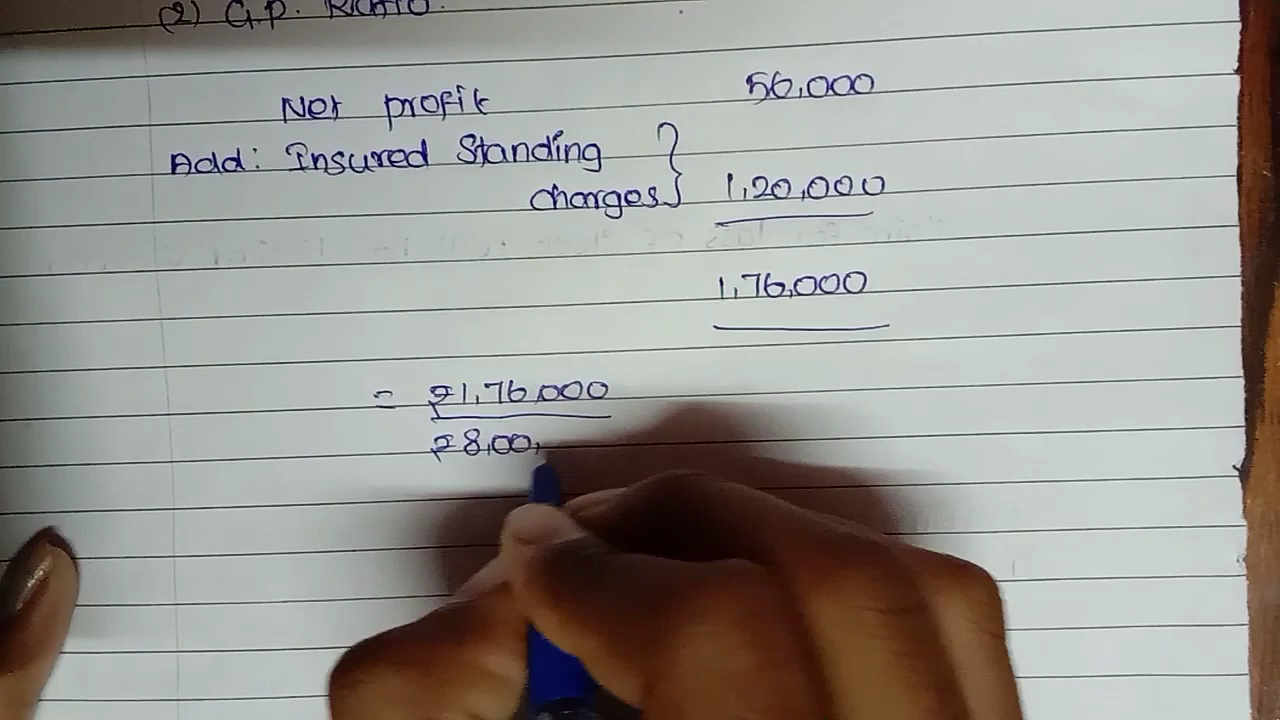 (2) G.P. Ratio.
Net profit 56,000
Add: Insured Standing }
charges } 1,20,000
1,76,000
= ₹1,76,000
₹8,00,